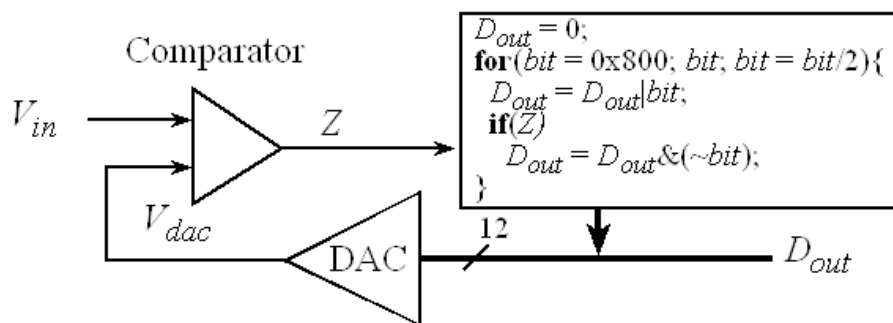 Comparator
V_in
Z
V_dac
DAC
12
D_out
D_out = 0;
for(bit = 0x800; bit; bit = bit/2){
D_out = D_out|bit;
if(Z)
D_out = D_out&(~bit);
}